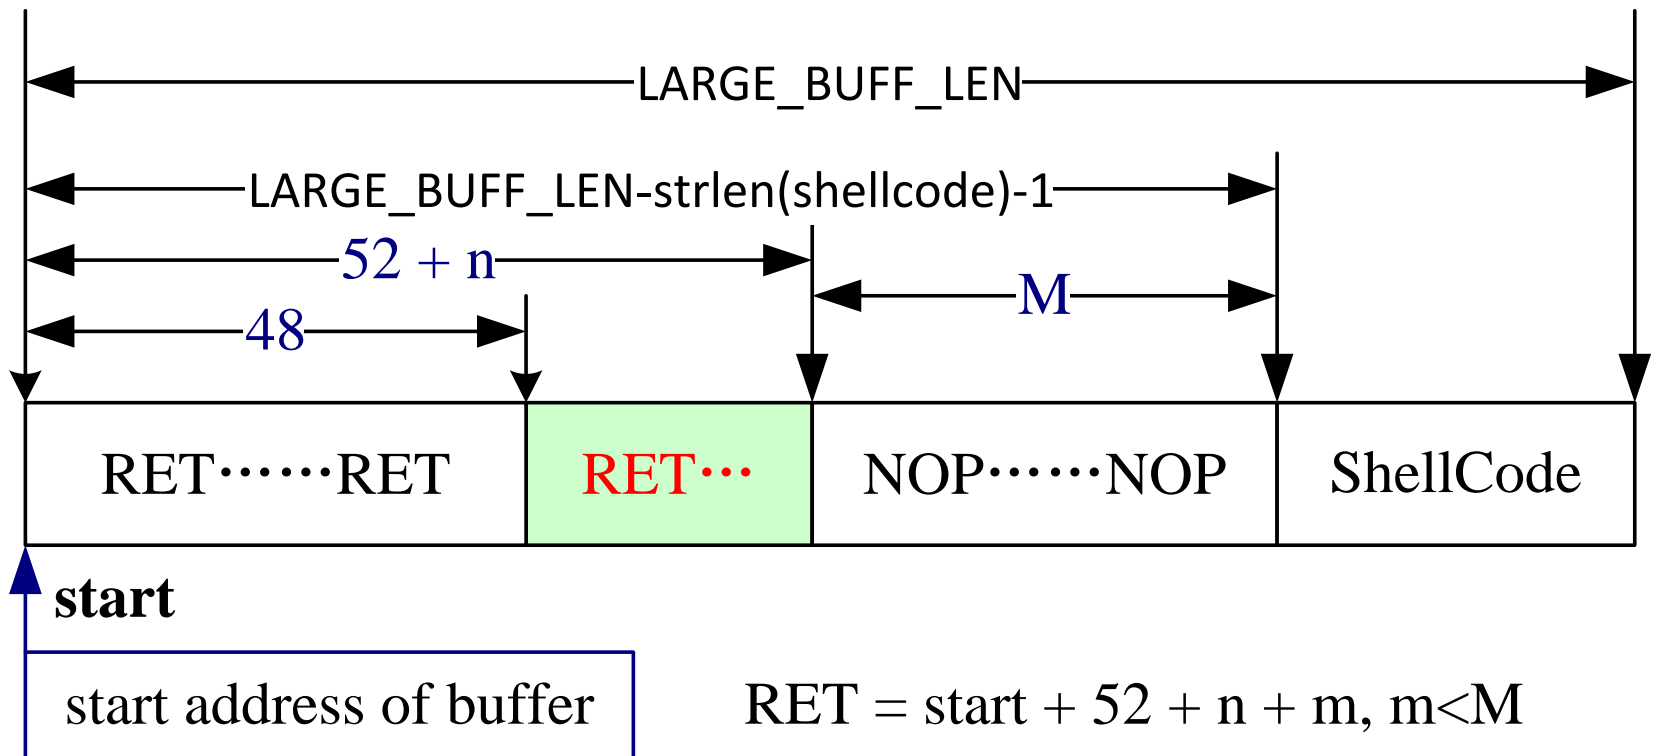 LARGE_BUFF_LEN
LARGE_BUFF_LEN-strlen(shellcode)-1
52 + n
M
48
RET······RET
RET···
NOP······NOP
ShellCode
start
start address of buffer
RET = start + 52 + n + m, m<M